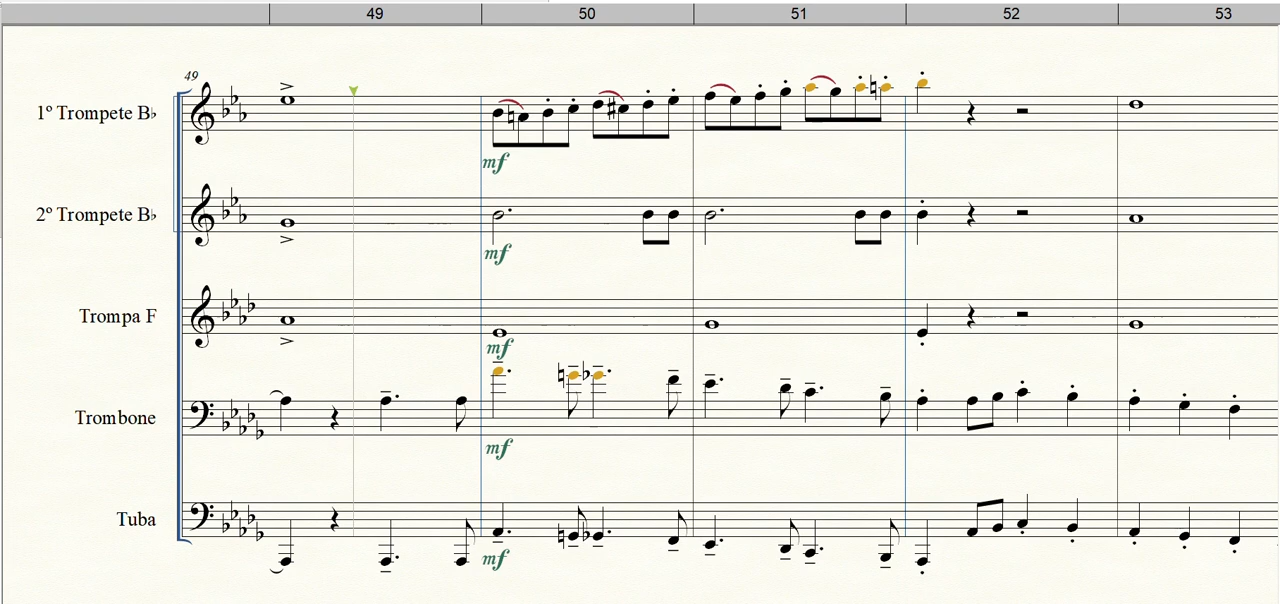 49 50 51 52 53
49
1º Trompete B♭
mf
2º Trompete B♭
mf
Trompa F
mf
Trombone
mf
Tuba
mf